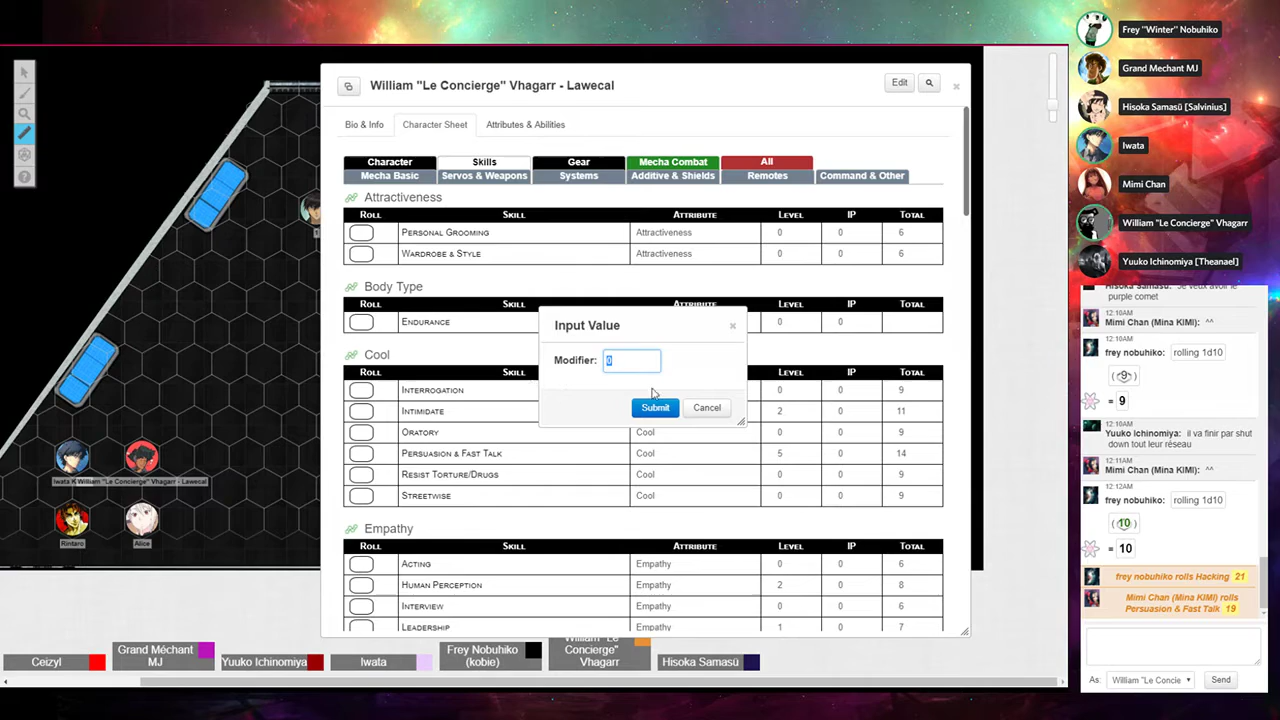 William "Le Concierge" Vhagarr - Lawecal
Edit
Bio & Info
Character Sheet
Attributes & Abilities
Character
Skills
Gear
Mecha Combat
All
Mecha Basic
Servos & Weapons
Systems
Additive & Shields
Remotes
Command & Other
Attractiveness
ROLL SKILL ATTRIBUTE LEVEL IP TOTAL
PERSONAL GROOMING Attractiveness 0 0 6
WARDROBE & STYLE Attractiveness 0 0 6
Body Type
ROLL SKILL ATTRIBUTE LEVEL IP TOTAL
ENDURANCE 0 0
Cool
ROLL SKILL LEVEL IP TOTAL
INTERROGATION 0 0 9
INTIMIDATE 2 0 11
ORATORY Cool 0 0 9
PERSUASION & FAST TALK Cool 5 0 14
RESIST TORTURE/DRUGS Cool 0 0 9
STREETWISE Cool 0 0 9
Empathy
ROLL SKILL ATTRIBUTE LEVEL IP TOTAL
ACTING Empathy 0 0 6
HUMAN PERCEPTION Empathy 2 0 8
INTERVIEW Empathy 0 0 6
LEADERSHIP Empathy 1 0 7
Input Value
Modifier: 0
Submit
Cancel
Iwata K
William "Le Concierge" Vhagarr - Lawecal
Rintaro
Alice
Ceizyl
Grand Méchant
MJ
Yuuko Ichinomiya
Iwata
Frey Nobuhiko
(kobie)
William "Le
Concierge"
Vhagarr
Hisoka Samasü
Frey "Winter" Nobuhiko
Grand Mechant MJ
Hisoka Samasü [Salvinius]
Iwata
Mimi Chan
William "Le Concierge" Vhagarr
Yuuko Ichinomiya [Theanael]
Hisoka Samasü: Je veux avoir le
purple comet
12:10AM
Mimi Chan (Mina KIMI): ^^
12:10AM
frey nobuhiko: rolling 1d10
(9)
= 9
12:10AM
Yuuko Ichinomiya: il va finir par shut
down tout leur réseau
12:11AM
Mimi Chan (Mina KIMI): ^^
12:12AM
frey nobuhiko: rolling 1d10
(10)
= 10
frey nobuhiko rolls Hacking 21
Mimi Chan (Mina KIMI) rolls
Persuasion & Fast Talk 19
As: William "Le Concie
Send